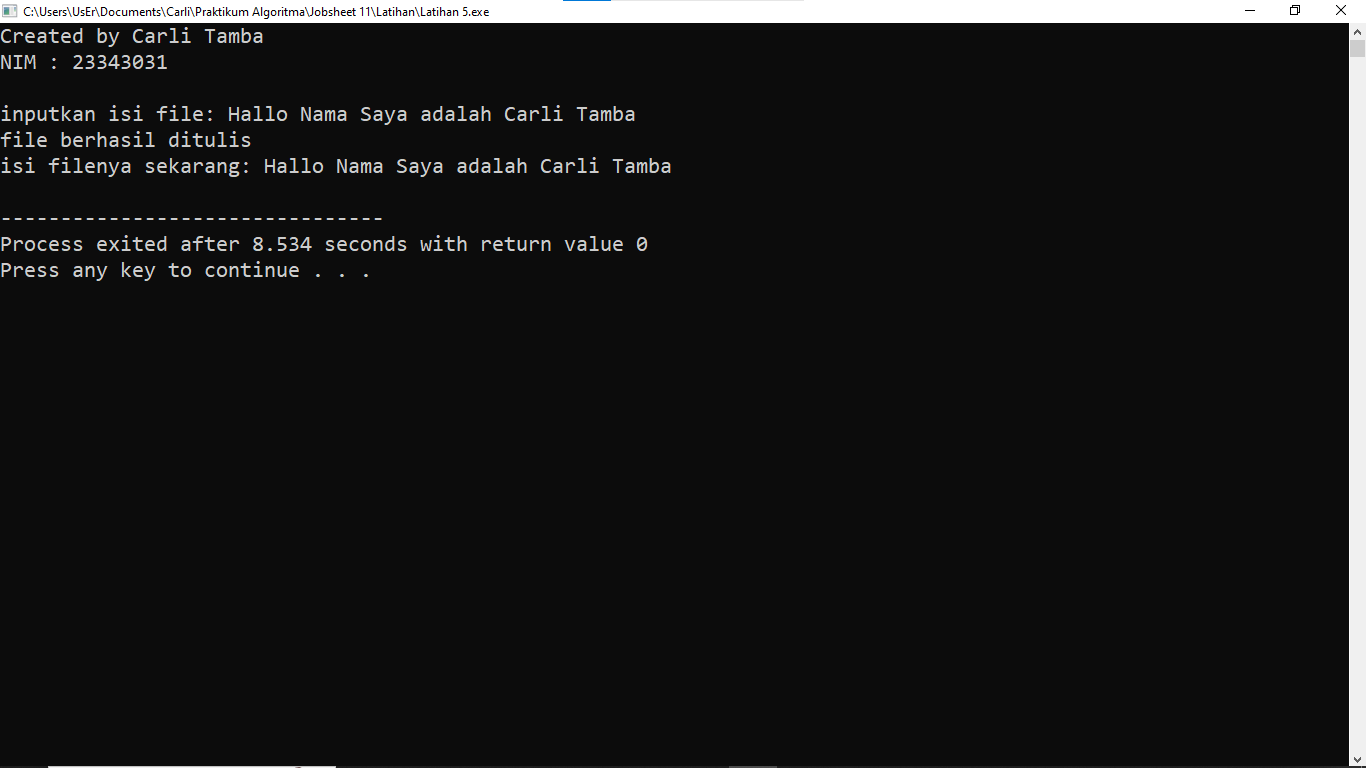 C:\Users\UsEr\Documents\Carli\Praktikum Algoritma\Jobsheet 11\Latihan\Latihan 5.exe
Created by Carli Tamba
NIM : 23343031
inputkan isi file: Hallo Nama Saya adalah Carli Tamba
file berhasil ditulis
isi filenya sekarang: Hallo Nama Saya adalah Carli Tamba
--------------------------------
Process exited after 8.534 seconds with return value 0
Press any key to continue . . .